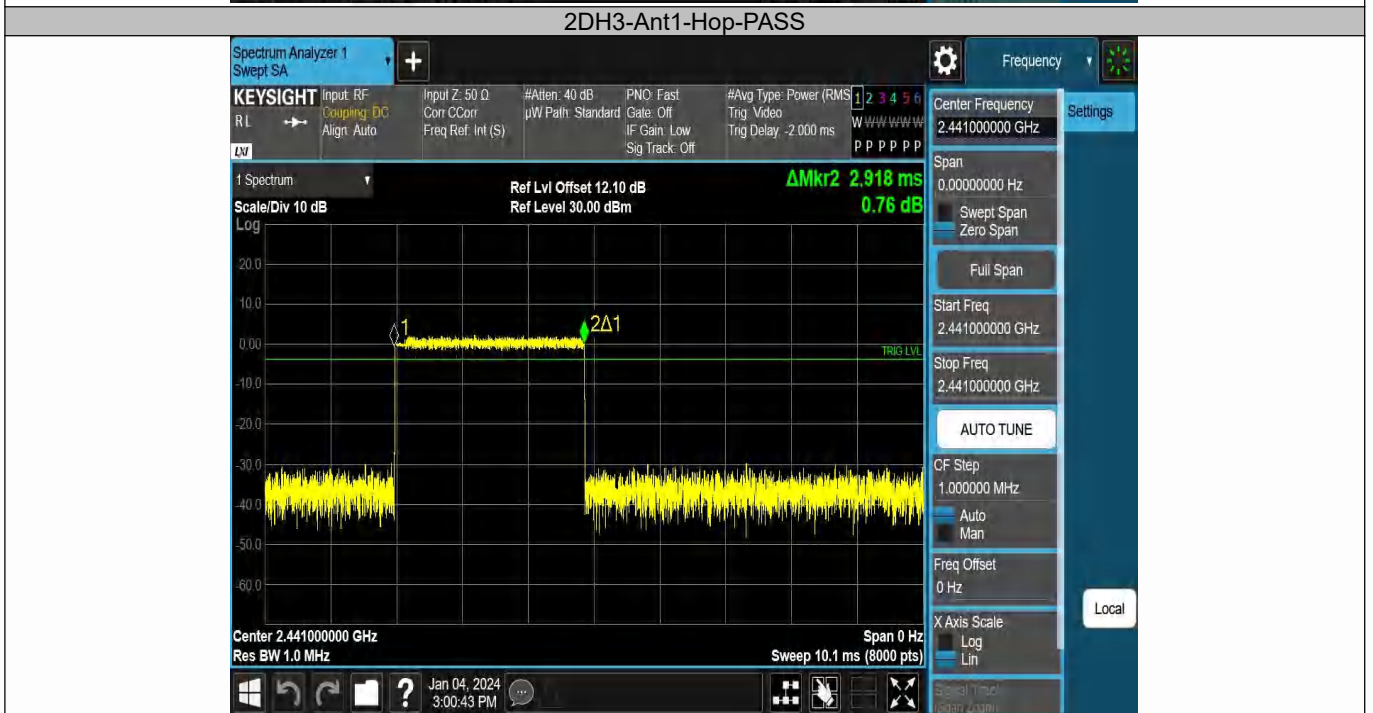 2DH3-Ant1-Hop-PASS
Spectrum Analyzer 1
Swept SA
+
Frequency
KEYSIGHT
RL
LXI
Input: RF
Coupling: DC
Align: Auto
Input Z: 50 Ω
Corr CCorr
Freq Ref: Int (S)
#Atten: 40 dB
µW Path: Standard
PNO: Fast
Gate: Off
IF Gain: Low
Sig Track: Off
#Avg Type: Power (RMS
Trig: Video
Trig Delay: -2.000 ms
1 2 3 4 5 6
W W W W W W
P P P P P P
1 Spectrum
Scale/Div 10 dB
Log
Ref Lvl Offset 12.10 dB
Ref Level 30.00 dBm
ΔMkr2 2.918 ms
0.76 dB
20.0
10.0
0.00
-10.0
-20.0
-30.0
-40.0
-50.0
-60.0
1
2Δ1
TRIG LVL
Center 2.441000000 GHz
Res BW 1.0 MHz
Span 0 Hz
Sweep 10.1 ms (8000 pts)
Center Frequency
2.441000000 GHz
Settings
Span
0.00000000 Hz
Swept Span
Zero Span
Full Span
Start Freq
2.441000000 GHz
Stop Freq
2.441000000 GHz
AUTO TUNE
CF Step
1.000000 MHz
Auto
Man
Freq Offset
0 Hz
X Axis Scale
Log
Lin
Local
Signal Track
(Span Zoom)
?
Jan 04, 2024
3:00:43 PM